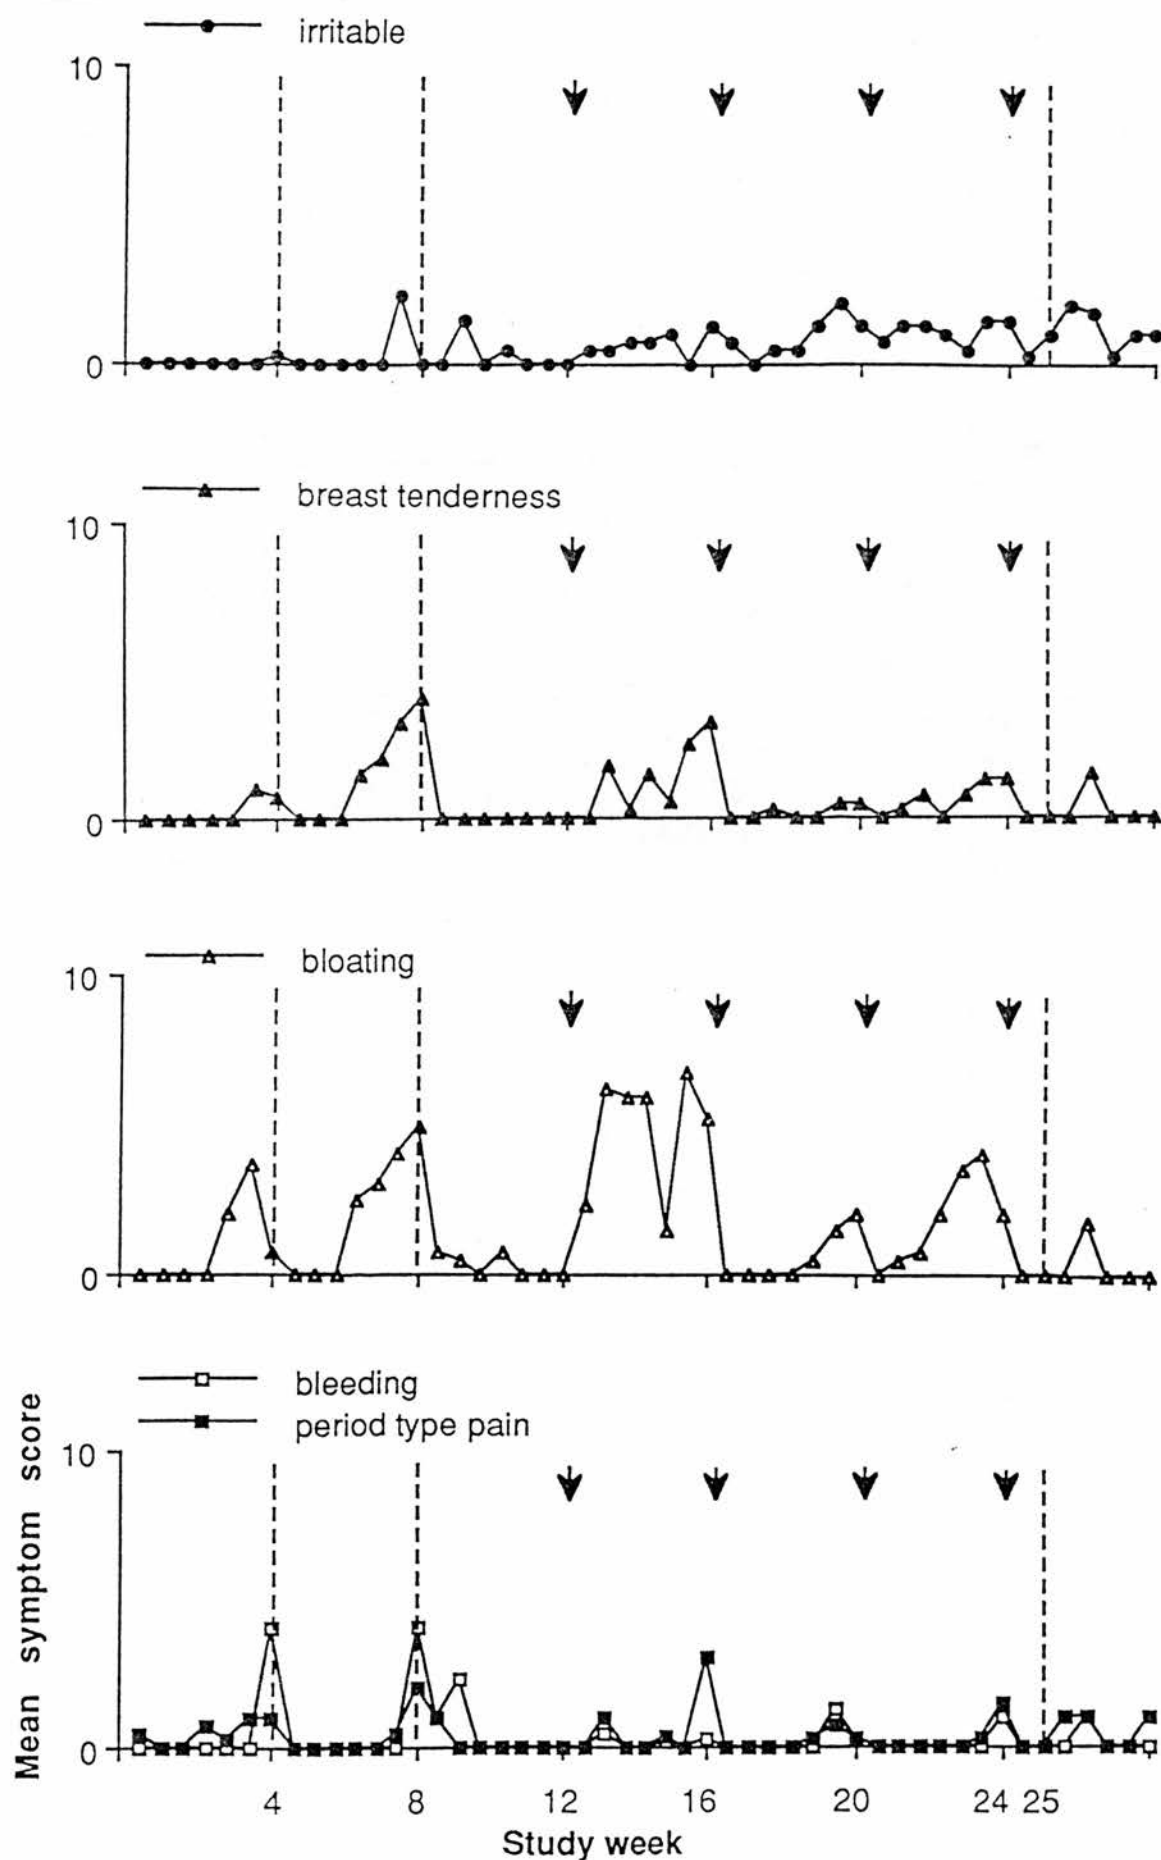 irritable
10
0
breast tenderness
10
0
bloating
10
0
bleeding
period type pain
10
0
Mean symptom score
4 8 12 16 20 24 25
Study week